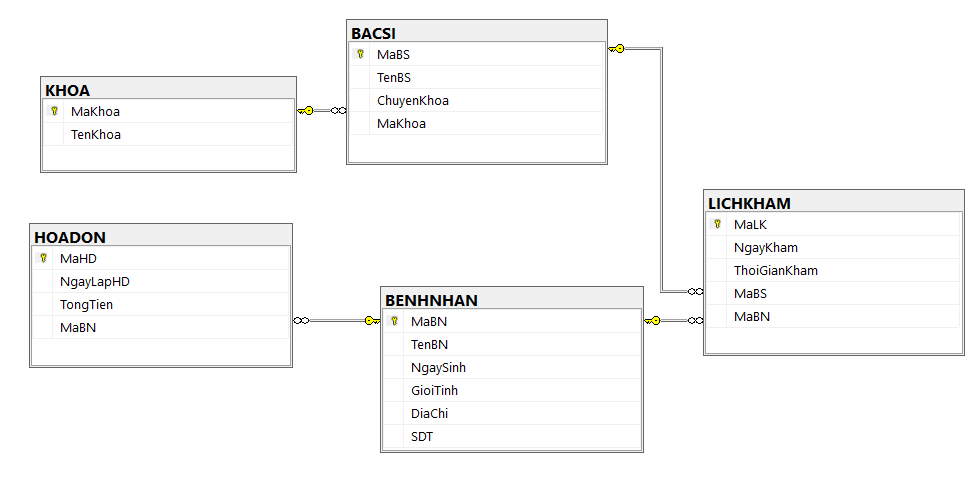 BACSI
MaBS
TenBS
ChuyenKhoa
MaKhoa
KHOA
MaKhoa
TenKhoa
LICHKHAM
MaLK
NgayKham
ThoiGianKham
MaBS
MaBN
HOADON
MaHD
NgayLapHD
TongTien
MaBN
BENHNHAN
MaBN
TenBN
NgaySinh
GioiTinh
DiaChi
SDT